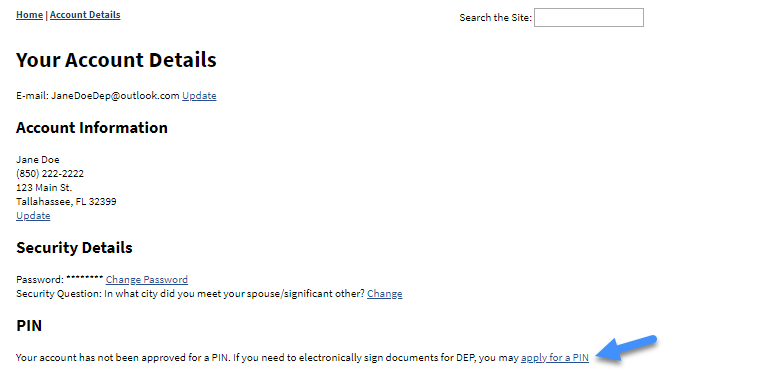 Home | Account Details
Search the Site:
Your Account Details
E-mail: JaneDoeDep@outlook.com Update
Account Information
Jane Doe
(850) 222-2222
123 Main St.
Tallahassee, FL 32399
Update
Security Details
Password: ******** Change Password
Security Question: In what city did you meet your spouse/significant other? Change
PIN
Your account has not been approved for a PIN. If you need to electronically sign documents for DEP, you may apply for a PIN